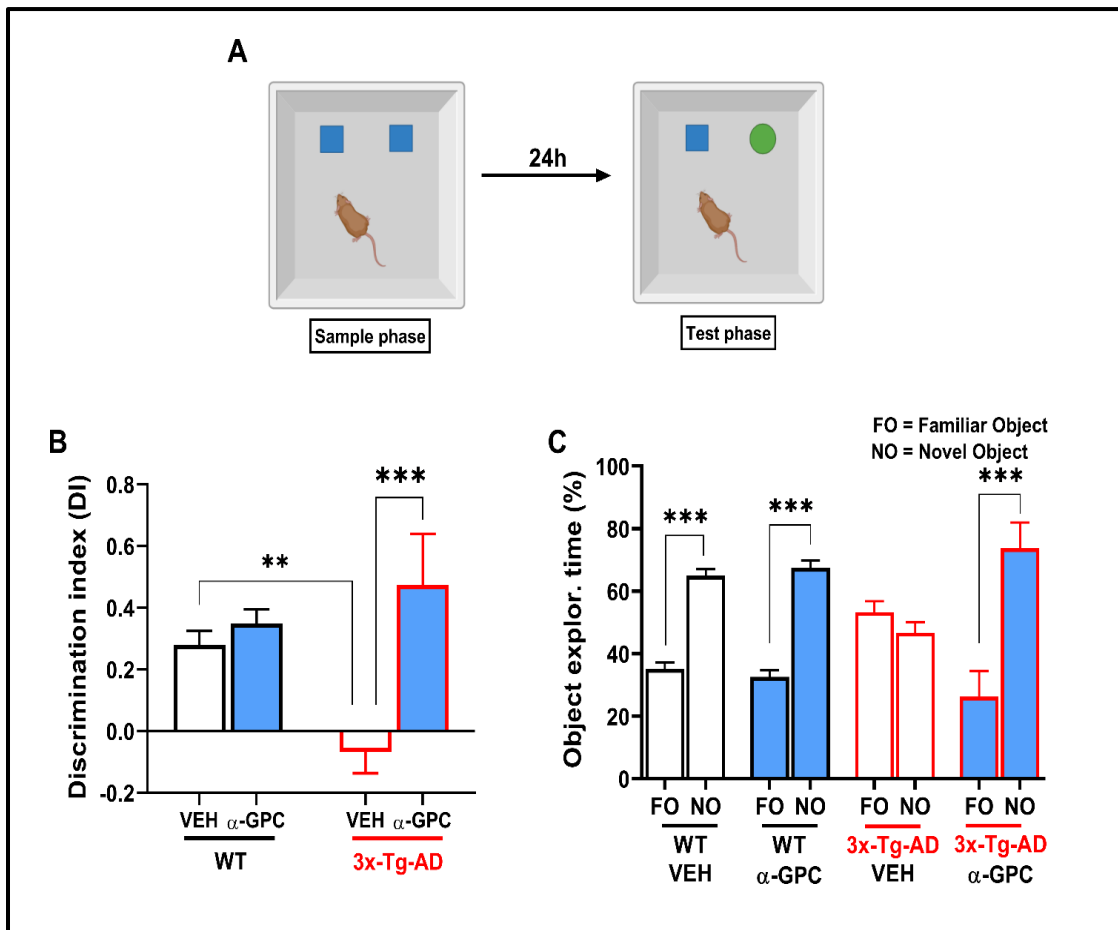 A
24h
Sample phase
Test phase
B
Discrimination index (DI)
0.8
0.6
0.4
0.2
0.0
-0.2
**
***
VEH α-GPC
VEH α-GPC
WT
3x-Tg-AD
C
FO = Familiar Object
NO = Novel Object
Object explor. time (%)
100
80
60
40
20
0
***
***
***
FO NO
FO NO
FO NO
FO NO
WT
VEH
WT
α-GPC
3x-Tg-AD
VEH
3x-Tg-AD
α-GPC